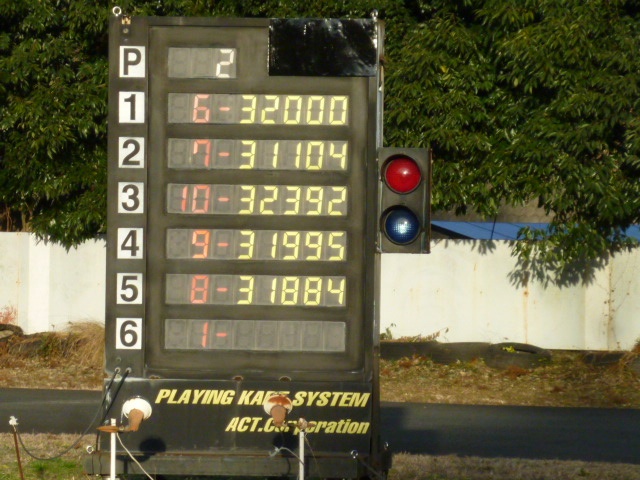 P 2
1 6-32000
2 7-31104
3 10-32392
4 9-31995
5 8-31884
6 1-
PLAYING KART SYSTEM
ACT.Corporation